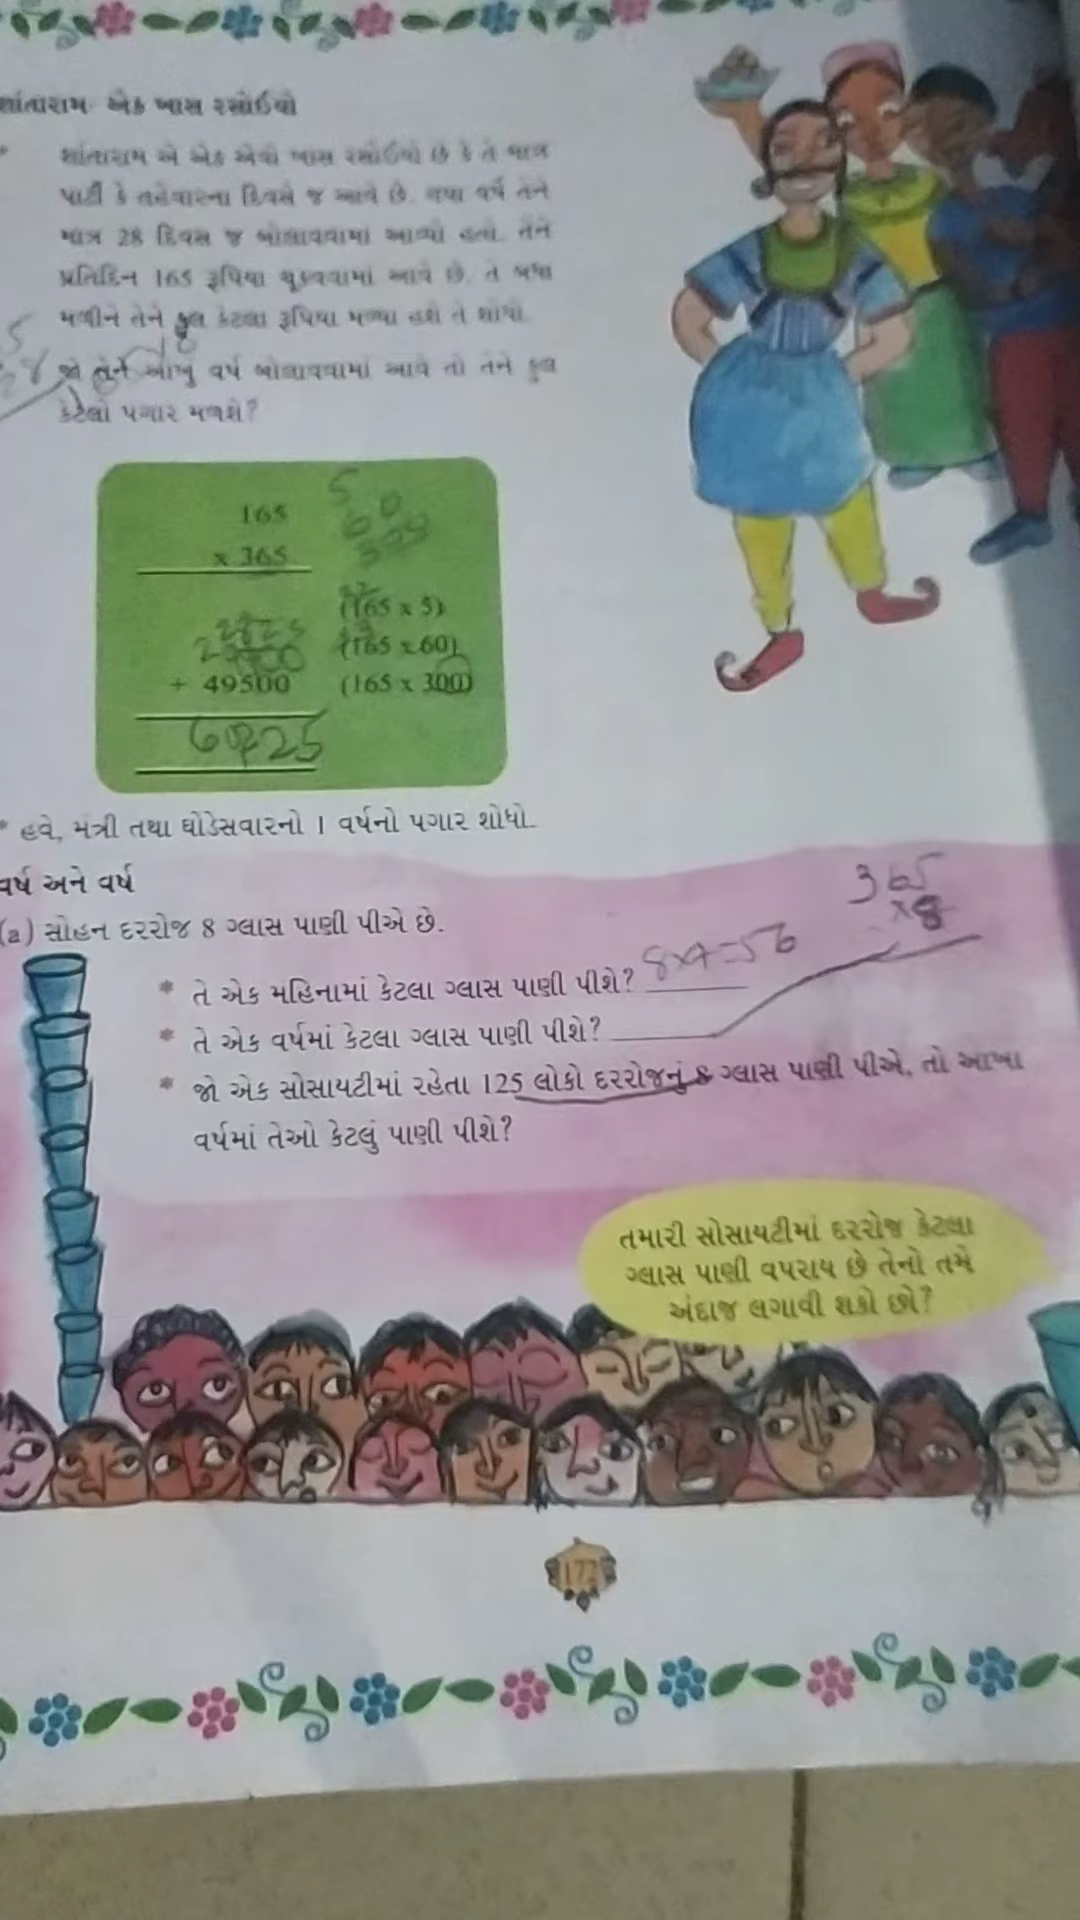 શાંતારામ- એક ખાસ રસોઈયો
શાંતારામ એ એક એવો ખાસ રસોઈયો છે કે તે માત્ર
પાર્ટી કે તહેવારના દિવસે જ આવે છે. ગયા વર્ષે તેને
માત્ર 28 દિવસ જ બોલાવવામાં આવ્યો હતો. તેને
પ્રતિદિન 165 રૂપિયા ચૂકવવામાં આવે છે. તે બધા
મળીને તેને કુલ કેટલા રૂપિયા મળ્યા હશે તે શોધો.
જો તેને આખુ વર્ષ બોલાવવામાં આવે તો તેને કુલ
કેટલો પગાર મળશે?
165
x 365
(165 x 5)
(165 x 60)
+ 49500 (165 x 300)
* હવે, મંત્રી તથા ઘોડેસવારનો 1 વર્ષનો પગાર શોધો.
વર્ષ અને વર્ષ
(a) સોહન દરરોજ 8 ગ્લાસ પાણી પીએ છે.
365
x8
* તે એક મહિનામાં કેટલા ગ્લાસ પાણી પીશે?
* તે એક વર્ષમાં કેટલા ગ્લાસ પાણી પીશે?
* જો એક સોસાયટીમાં રહેતા 125 લોકો દરરોજનું 8 ગ્લાસ પાણી પીએ, તો આખા
વર્ષમાં તેઓ કેટલું પાણી પીશે?
તમારી સોસાયટીમાં દરરોજ કેટલા
ગ્લાસ પાણી વપરાય છે તેનો તમે
અંદાજ લગાવી શકો છો?
177